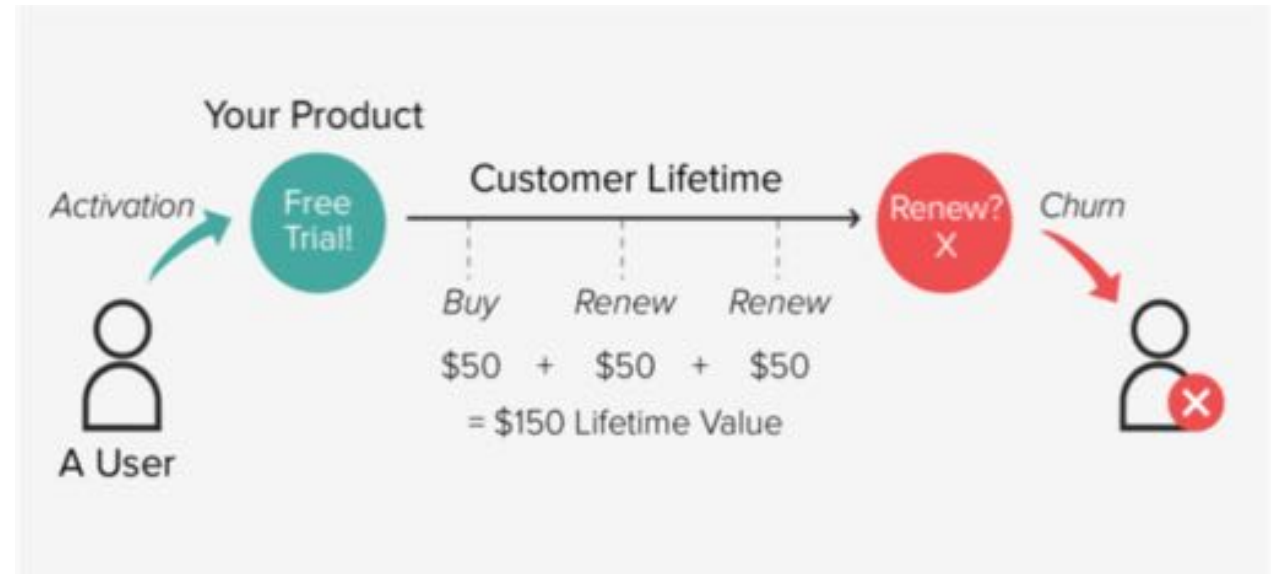 Your Product
Activation
Free
Trial!
Customer Lifetime
Renew?
X
Churn
Buy Renew Renew
$50 + $50 + $50
= $150 Lifetime Value
A User